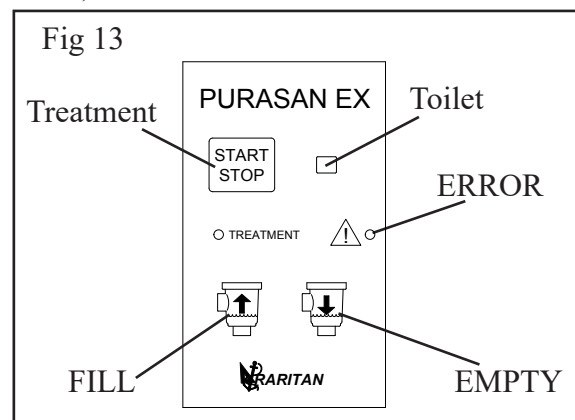 Fig 13
PURASAN EX
Treatment
Toilet
START
STOP
ERROR
TREATMENT
!
FILL
RARITAN
EMPTY